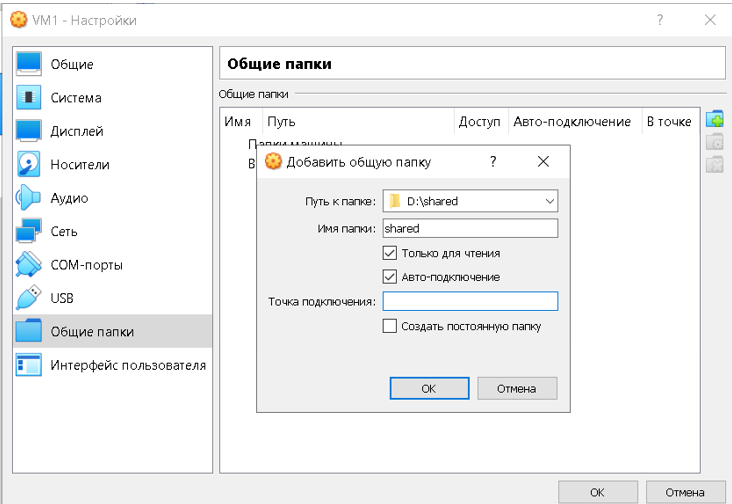 VM1 - Настройки
?
Общие
Система
Дисплей
Носители
Аудио
Сеть
COM-порты
USB
Общие папки
Интерфейс пользователя
Общие папки
Общие папки
Имя Путь Доступ Авто-подключение В точке
Папки машины
В
Добавить общую папку
?
Путь к папке: D:\shared
Имя папки: shared
Только для чтения
Авто-подключение
Точка подключения:
Создать постоянную папку
OK Отмена
OK Отмена